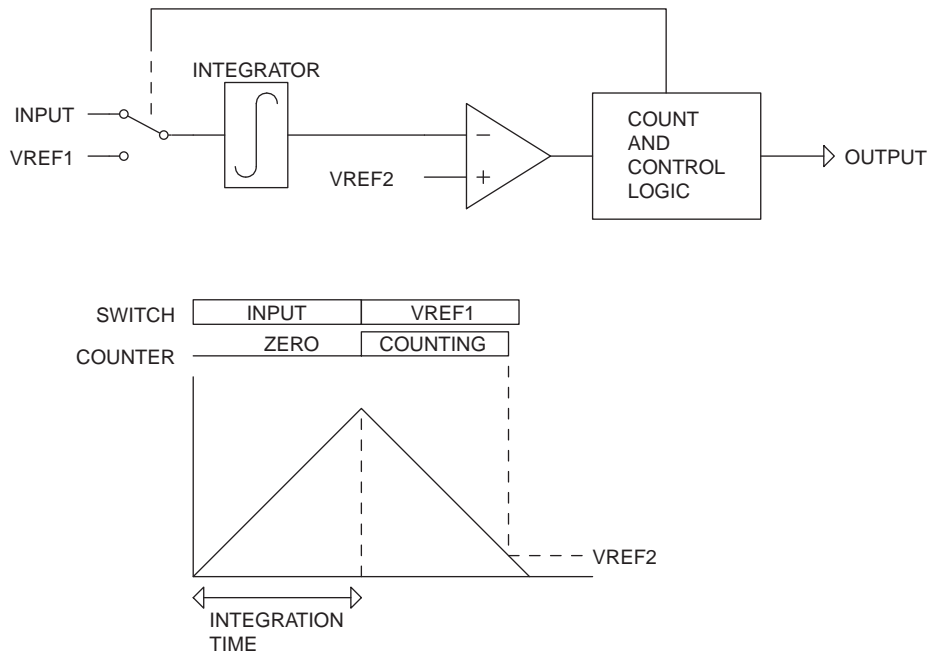 INTEGRATOR
INPUT
VREF1
VREF2
−
+
COUNT
AND
CONTROL
LOGIC
OUTPUT
SWITCH INPUT VREF1
COUNTER ZERO COUNTING
VREF2
INTEGRATION
TIME